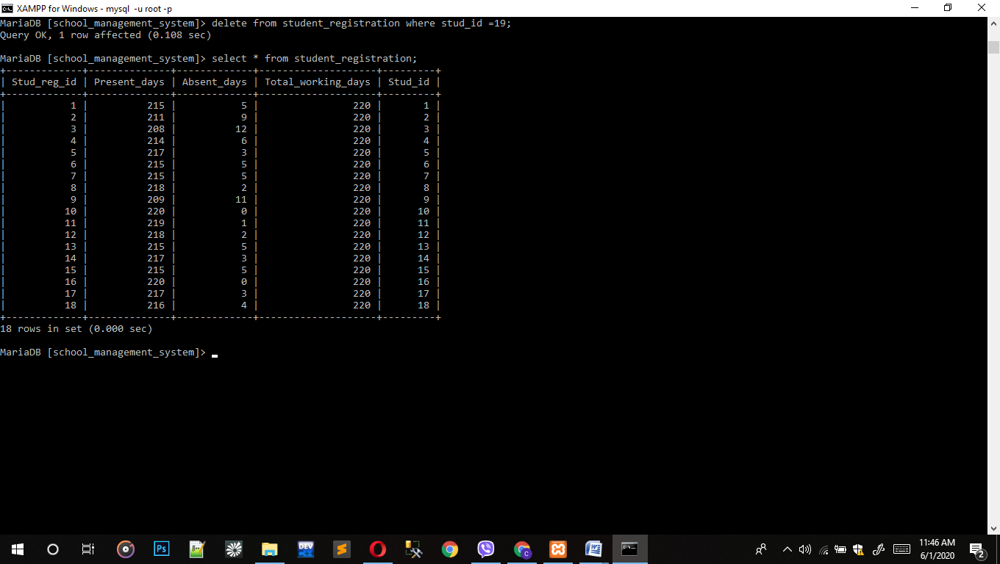 XAMPP for Windows - mysql  -u root -p
MariaDB [school_management_system]> delete from student_registration where stud_id =19;
Query OK, 1 row affected (0.108 sec)
MariaDB [school_management_system]> select * from student_registration;
+-------------+--------------+-------------+--------------------+---------+
| Stud_reg_id | Present_days | Absent_days | Total_working_days | Stud_id |
+-------------+--------------+-------------+--------------------+---------+
|           1 |          215 |           5 |                220 |       1 |
|           2 |          211 |           9 |                220 |       2 |
|           3 |          208 |          12 |                220 |       3 |
|           4 |          214 |           6 |                220 |       4 |
|           5 |          217 |           3 |                220 |       5 |
|           6 |          215 |           5 |                220 |       6 |
|           7 |          215 |           5 |                220 |       7 |
|           8 |          218 |           2 |                220 |       8 |
|           9 |          209 |          11 |                220 |       9 |
|          10 |          220 |           0 |                220 |      10 |
|          11 |          219 |           1 |                220 |      11 |
|          12 |          218 |           2 |                220 |      12 |
|          13 |          215 |           5 |                220 |      13 |
|          14 |          217 |           3 |                220 |      14 |
|          15 |          215 |           5 |                220 |      15 |
|          16 |          220 |           0 |                220 |      16 |
|          17 |          217 |           3 |                220 |      17 |
|          18 |          216 |           4 |                220 |      18 |
+-------------+--------------+-------------+--------------------+---------+
18 rows in set (0.000 sec)
MariaDB [school_management_system]>
Ps
DEV
C
W
11:46 AM
6/1/2020
2